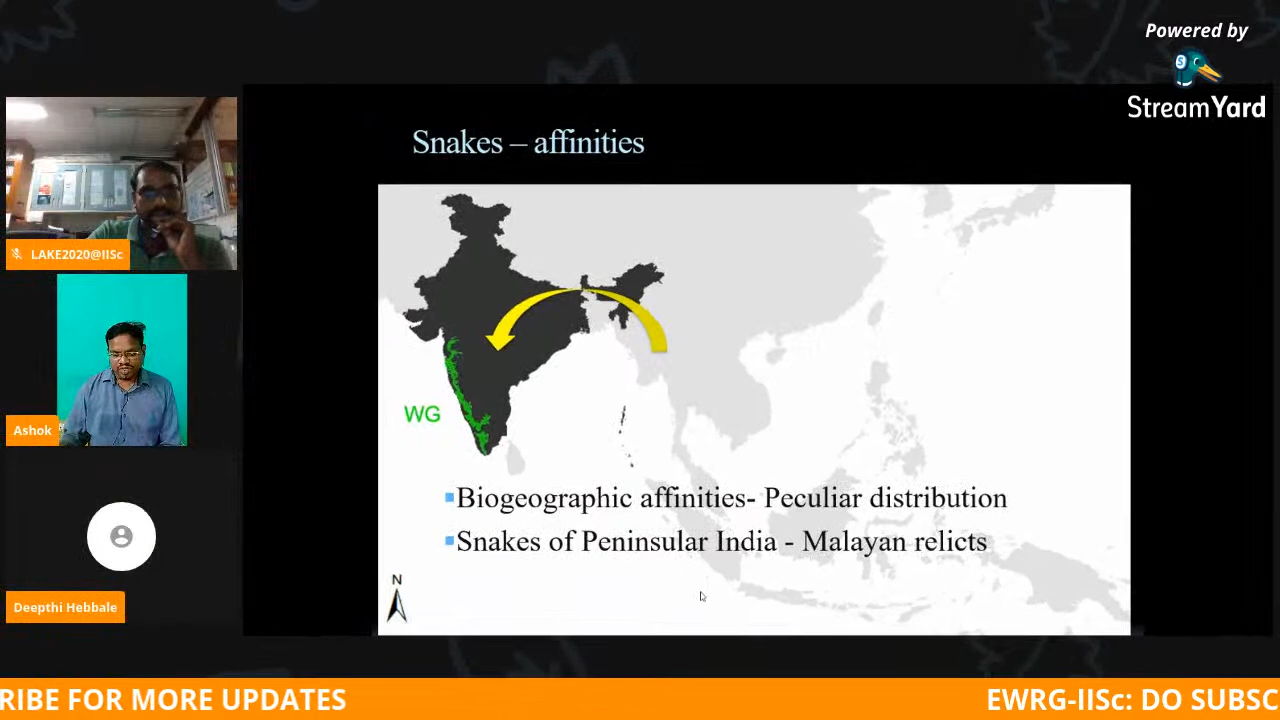 Powered by
StreamYard
Snakes – affinities
LAKE2020@IISc
WG
Ashok
Biogeographic affinities- Peculiar distribution
Snakes of Peninsular India - Malayan relicts
N
Deepthi Hebbale
RIBE FOR MORE UPDATES
EWRG-IISc: DO SUBSC